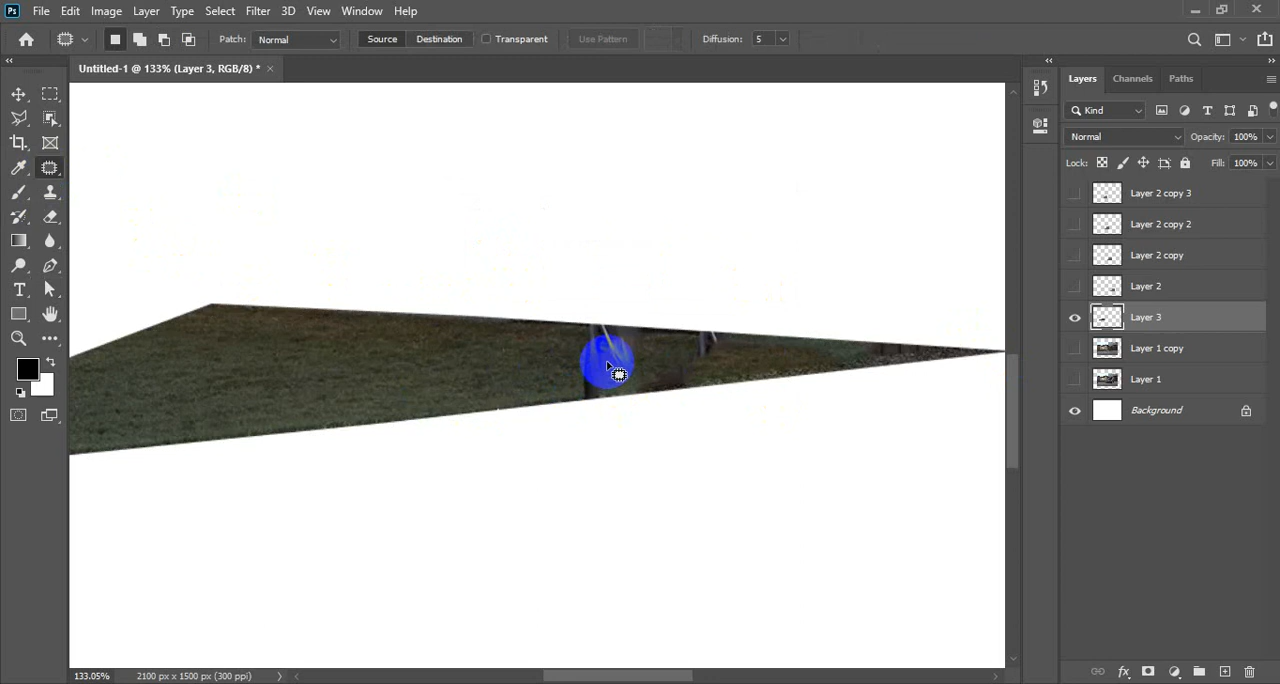 Ps File Edit Image Layer Type Select Filter 3D View Window Help
Patch: Normal Source Destination Transparent Use Pattern Diffusion: 5
Untitled-1 @ 133% (Layer 3, RGB/8) *
Layers Channels Paths
Kind
Normal Opacity: 100%
Lock: Fill: 100%
Layer 2 copy 3
Layer 2 copy 2
Layer 2 copy
Layer 2
Layer 3
Layer 1 copy
Layer 1
Background
133.05% 2100 px x 1500 px (300 ppi)